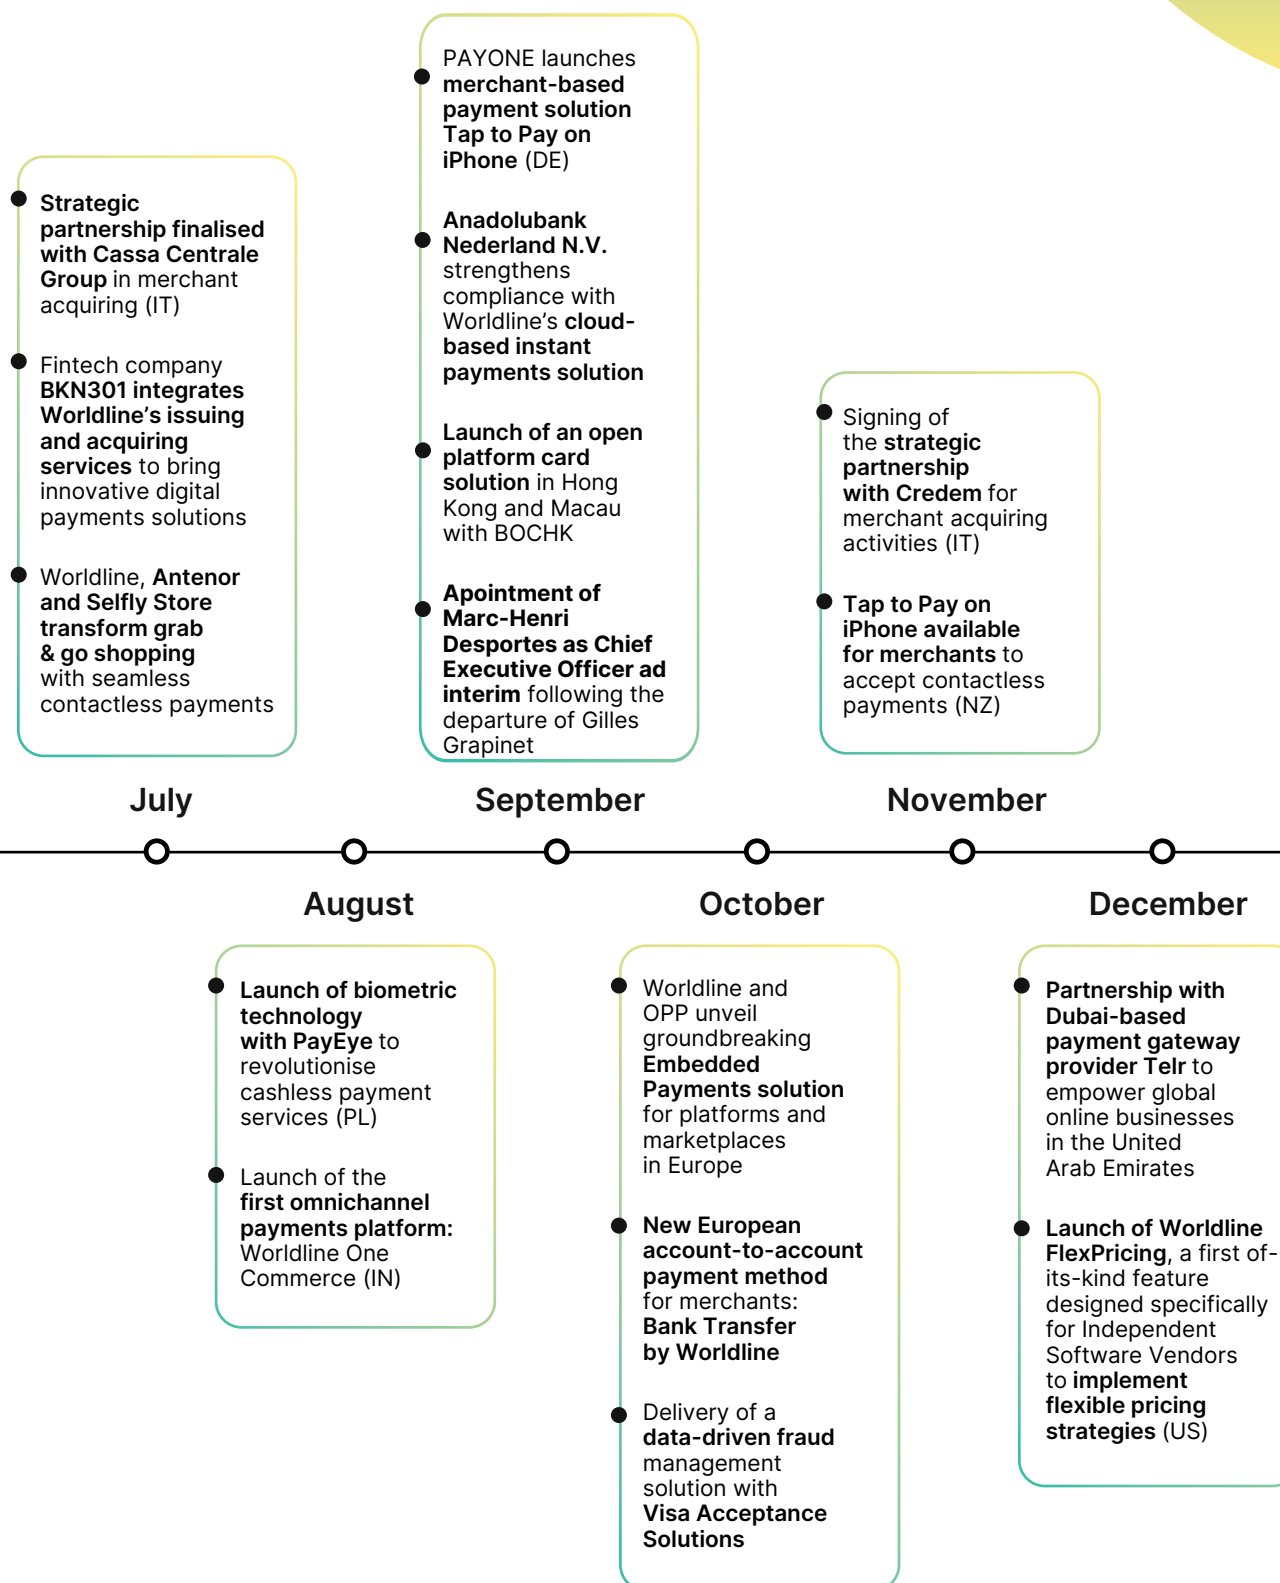 Strategic
partnership finalised
with Cassa Centrale
Group in merchant
acquiring (IT)
Fintech company
BKN301 integrates
Worldline’s issuing
and acquiring
services to bring
innovative digital
payments solutions
Worldline, Antenor
and Selfly Store
transform grab
& go shopping
with seamless
contactless payments
July
August
Launch of biometric
technology
with PayEye to
revolutionise
cashless payment
services (PL)
Launch of the
first omnichannel
payments platform:
Worldline One
Commerce (IN)
PAYONE launches
merchant-based
payment solution
Tap to Pay on
iPhone (DE)
Anadolubank
Nederland N.V.
strengthens
compliance with
Worldline’s cloud-
based instant
payments solution
Launch of an open
platform card
solution in Hong
Kong and Macau
with BOCHK
Apointment of
Marc-Henri
Desportes as Chief
Executive Officer ad
interim following the
departure of Gilles
Grapinet
September
October
Worldline and
OPP unveil
groundbreaking
Embedded
Payments solution
for platforms and
marketplaces
in Europe
New European
account-to-account
payment method
for merchants:
Bank Transfer
by Worldline
Delivery of a
data-driven fraud
management
solution with
Visa Acceptance
Solutions
Signing of
the strategic
partnership
with Credem for
merchant acquiring
activities (IT)
Tap to Pay on
iPhone available
for merchants to
accept contactless
payments (NZ)
November
December
Partnership with
Dubai-based
payment gateway
provider Telr to
empower global
online businesses
in the United
Arab Emirates
Launch of Worldline
FlexPricing, a first of-
its-kind feature
designed specifically
for Independent
Software Vendors
to implement
flexible pricing
strategies (US)